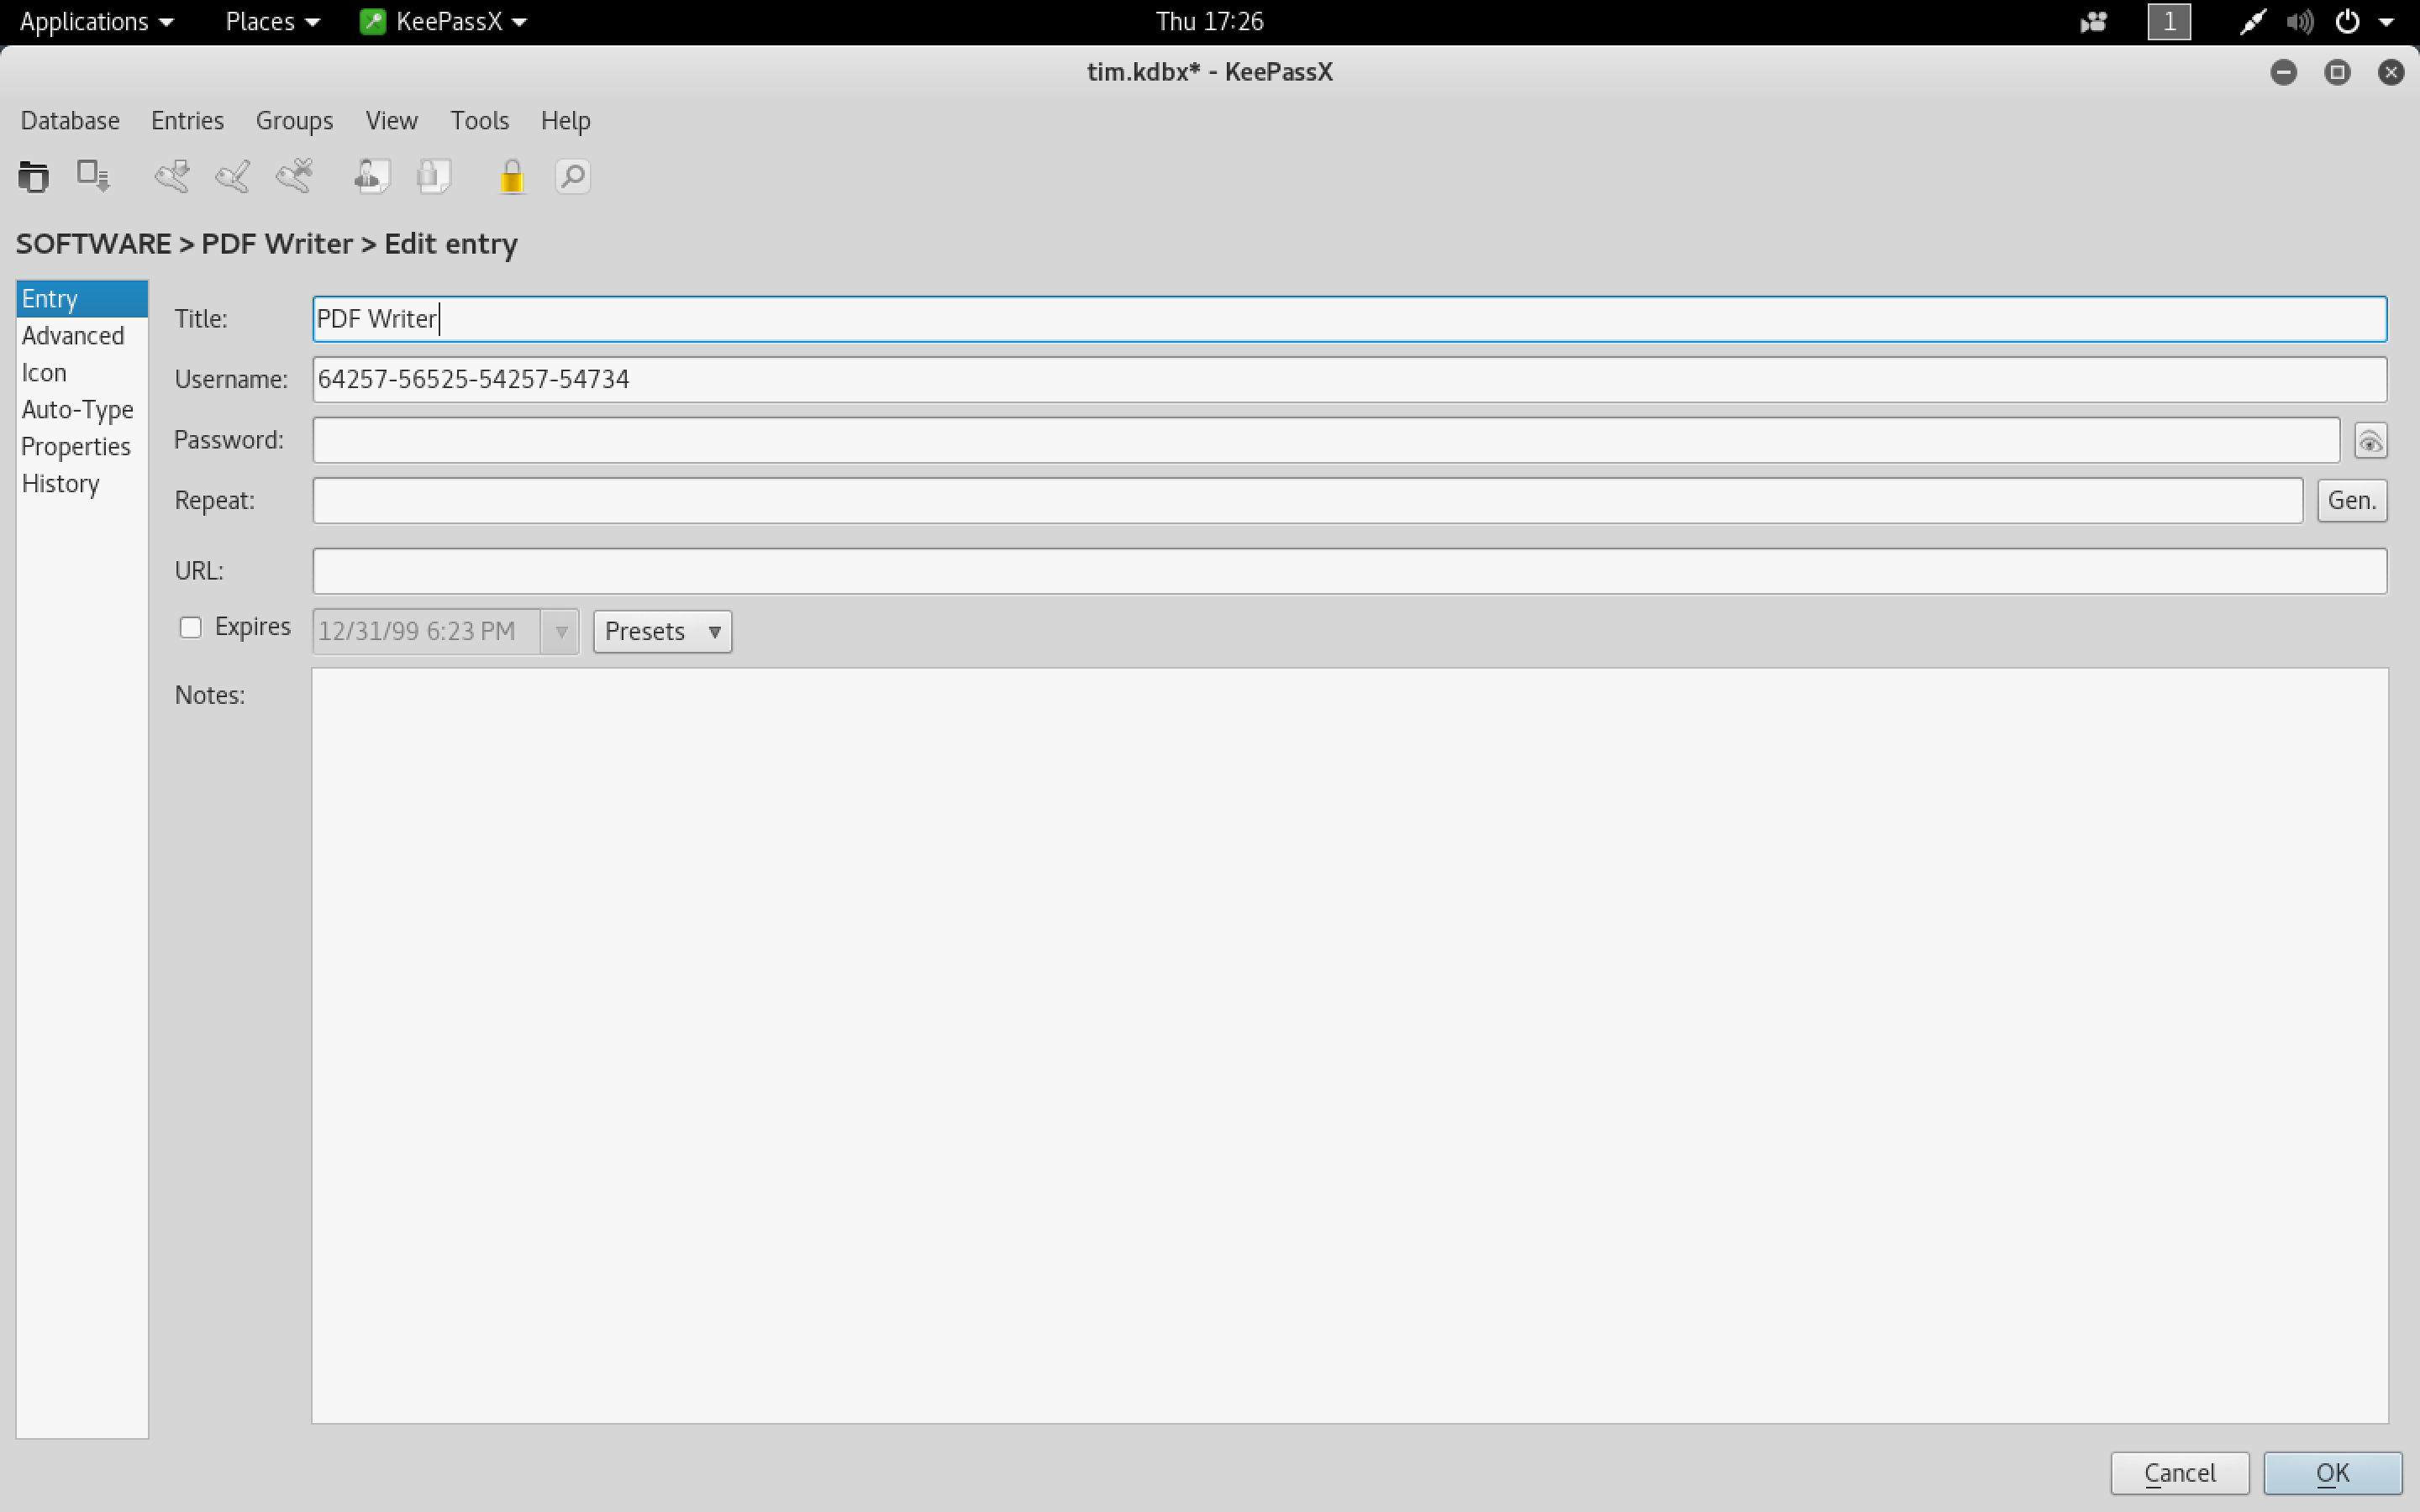 Applications Places KeePassX Thu 17:26 1
tim.kdbx* - KeePassX
Database Entries Groups View Tools Help
SOFTWARE > PDF Writer > Edit entry
Entry
Advanced
Icon
Auto-Type
Properties
History
Title: PDF Writer
Username: 64257-56525-54257-54734
Password:
Repeat: Gen.
URL:
Expires 12/31/99 6:23 PM Presets
Notes:
Cancel OK